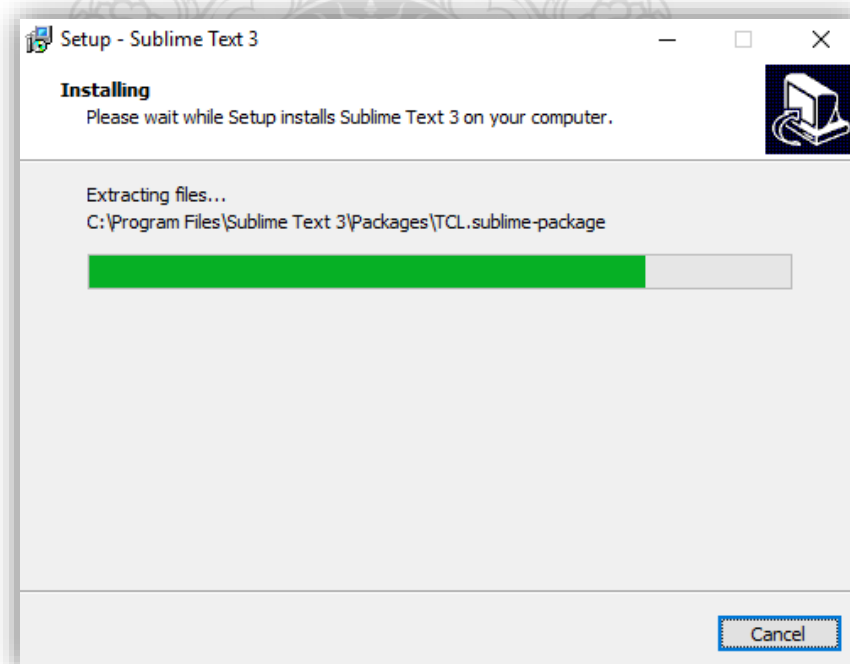 Setup - Sublime Text 3
Installing
Please wait while Setup installs Sublime Text 3 on your computer.
Extracting files...
C:\Program Files\Sublime Text 3\Packages\TCL.sublime-package
Cancel